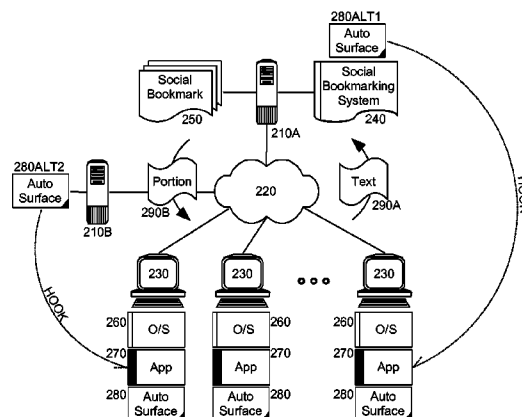 280ALT1
Auto
Surface
Social
Bookmark
250
210A
Social
Bookmarking
System
240
280ALT2
Auto
Surface
210B
Portion
290B
220
Text
290A
HOOK
HOOK
230
230
230
260
O/S
O/S
260
260
O/S
270
App
App
270
270
App
280
Auto
Surface
Auto
Surface
280
280
Auto
Surface